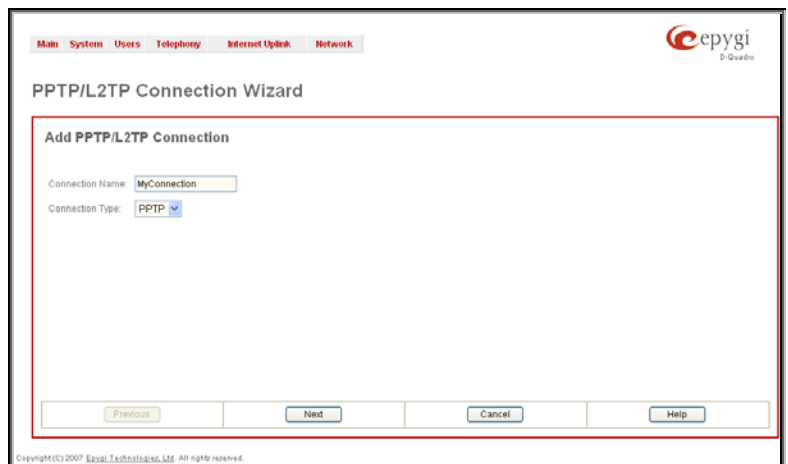 Main System Users Telephony Internet Uplink Network
epygi
D-Quadro
PPTP/L2TP Connection Wizard
Add PPTP/L2TP Connection
Connection Name: MyConnection
Connection Type: PPTP
Previous Next Cancel Help
Copyright (C) 2007 Epygi Technologies, Ltd. All rights reserved.